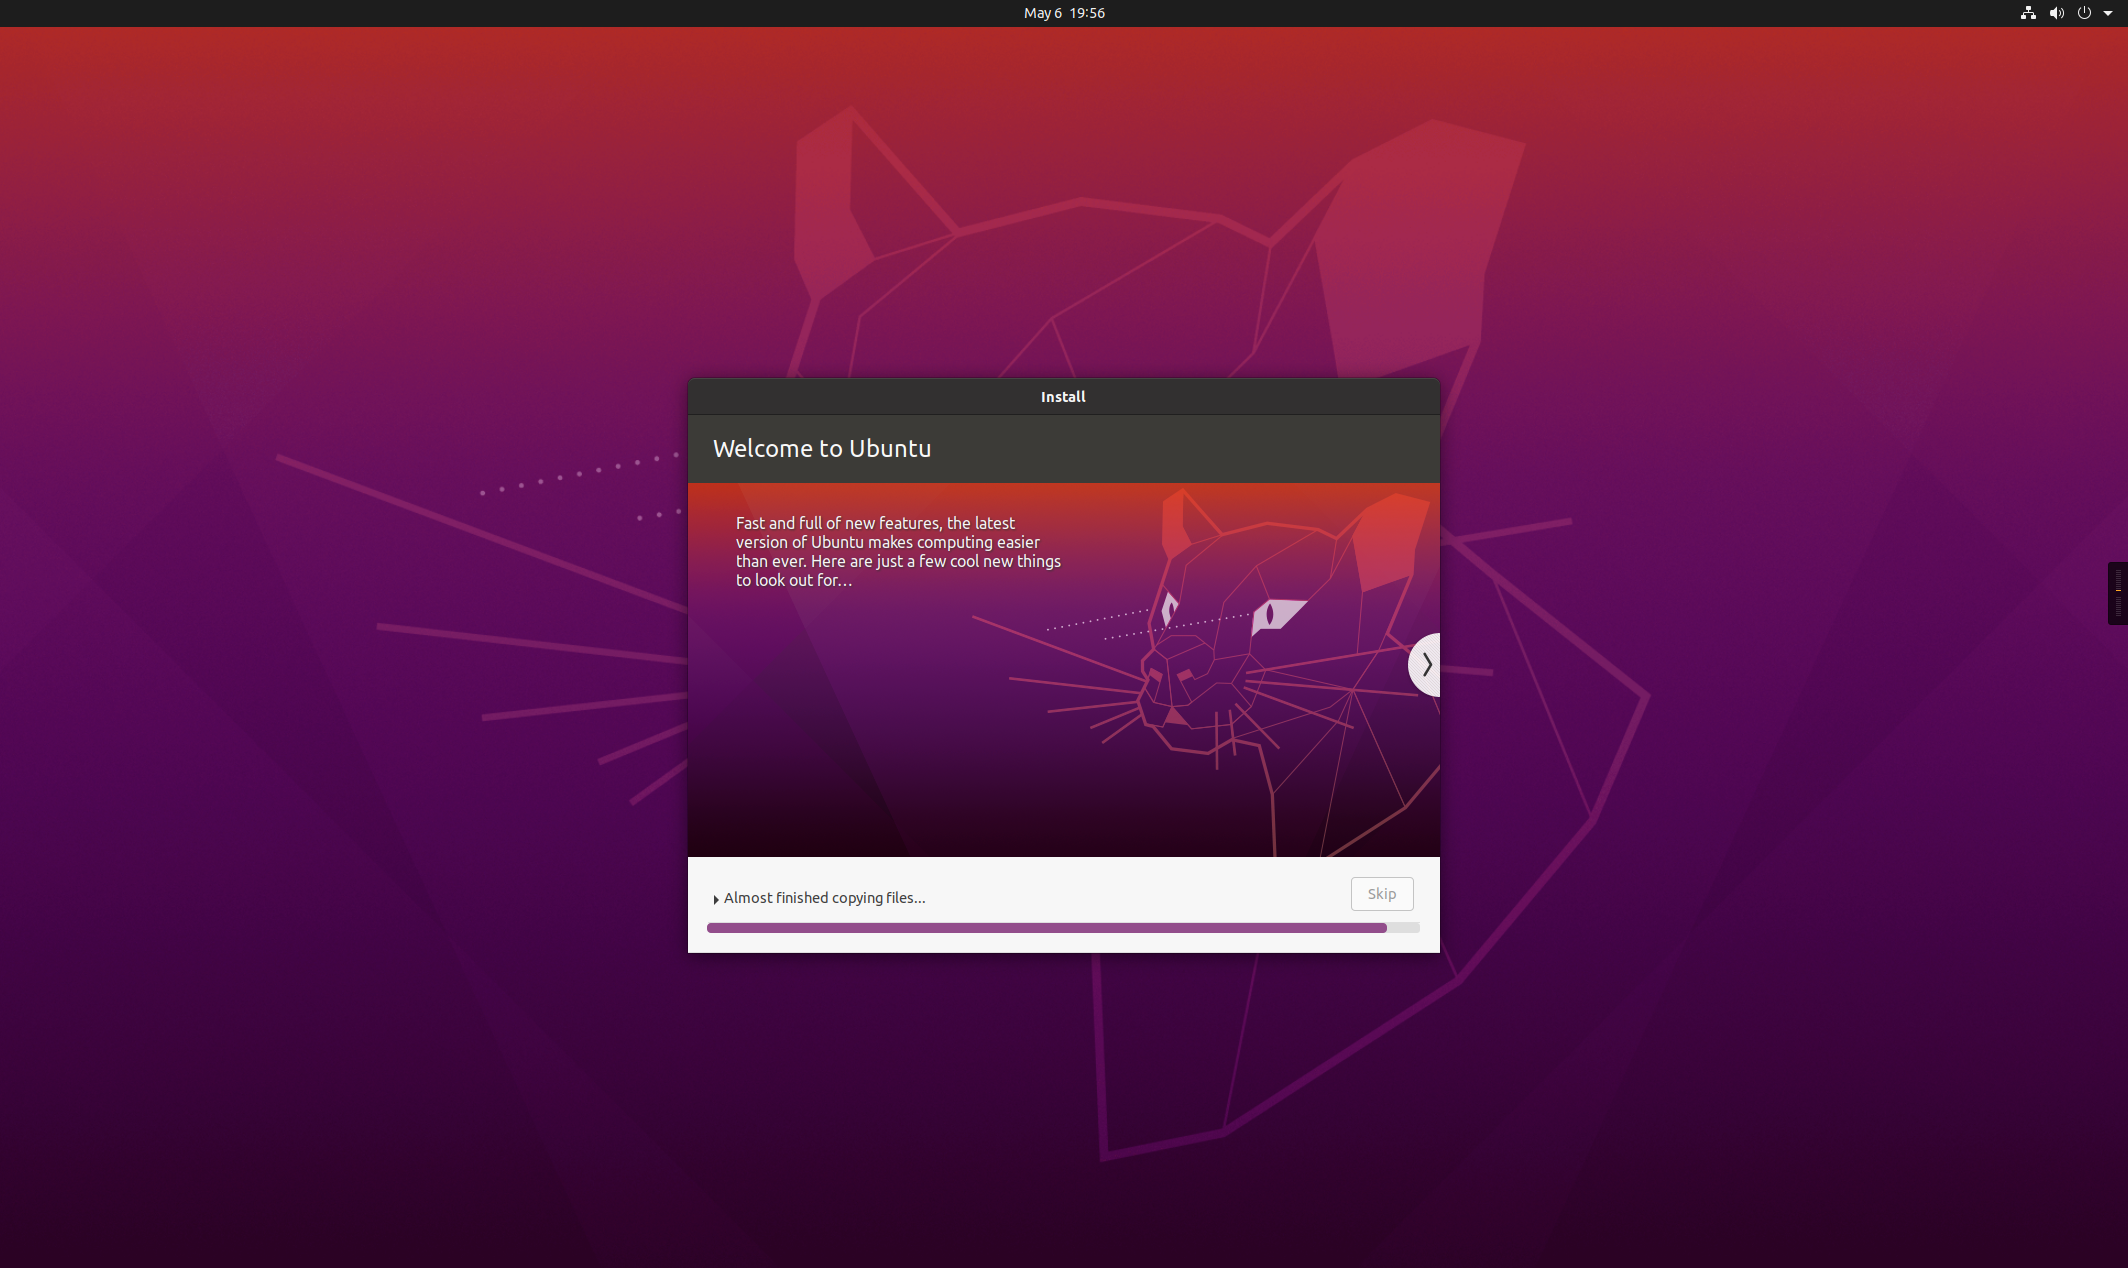 May 6 19:56
Install
Welcome to Ubuntu
Fast and full of new features, the latest
version of Ubuntu makes computing easier
than ever. Here are just a few cool new things
to look out for…
Almost finished copying files...
Skip